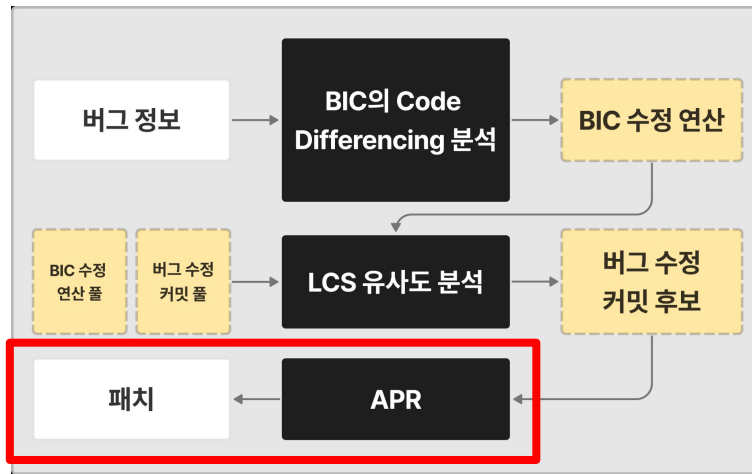 버그 정보
BIC의 Code
Differencing 분석
BIC 수정 연산
BIC 수정
연산 풀
버그 수정
커밋 풀
LCS 유사도 분석
버그 수정
커밋 후보
패치
APR